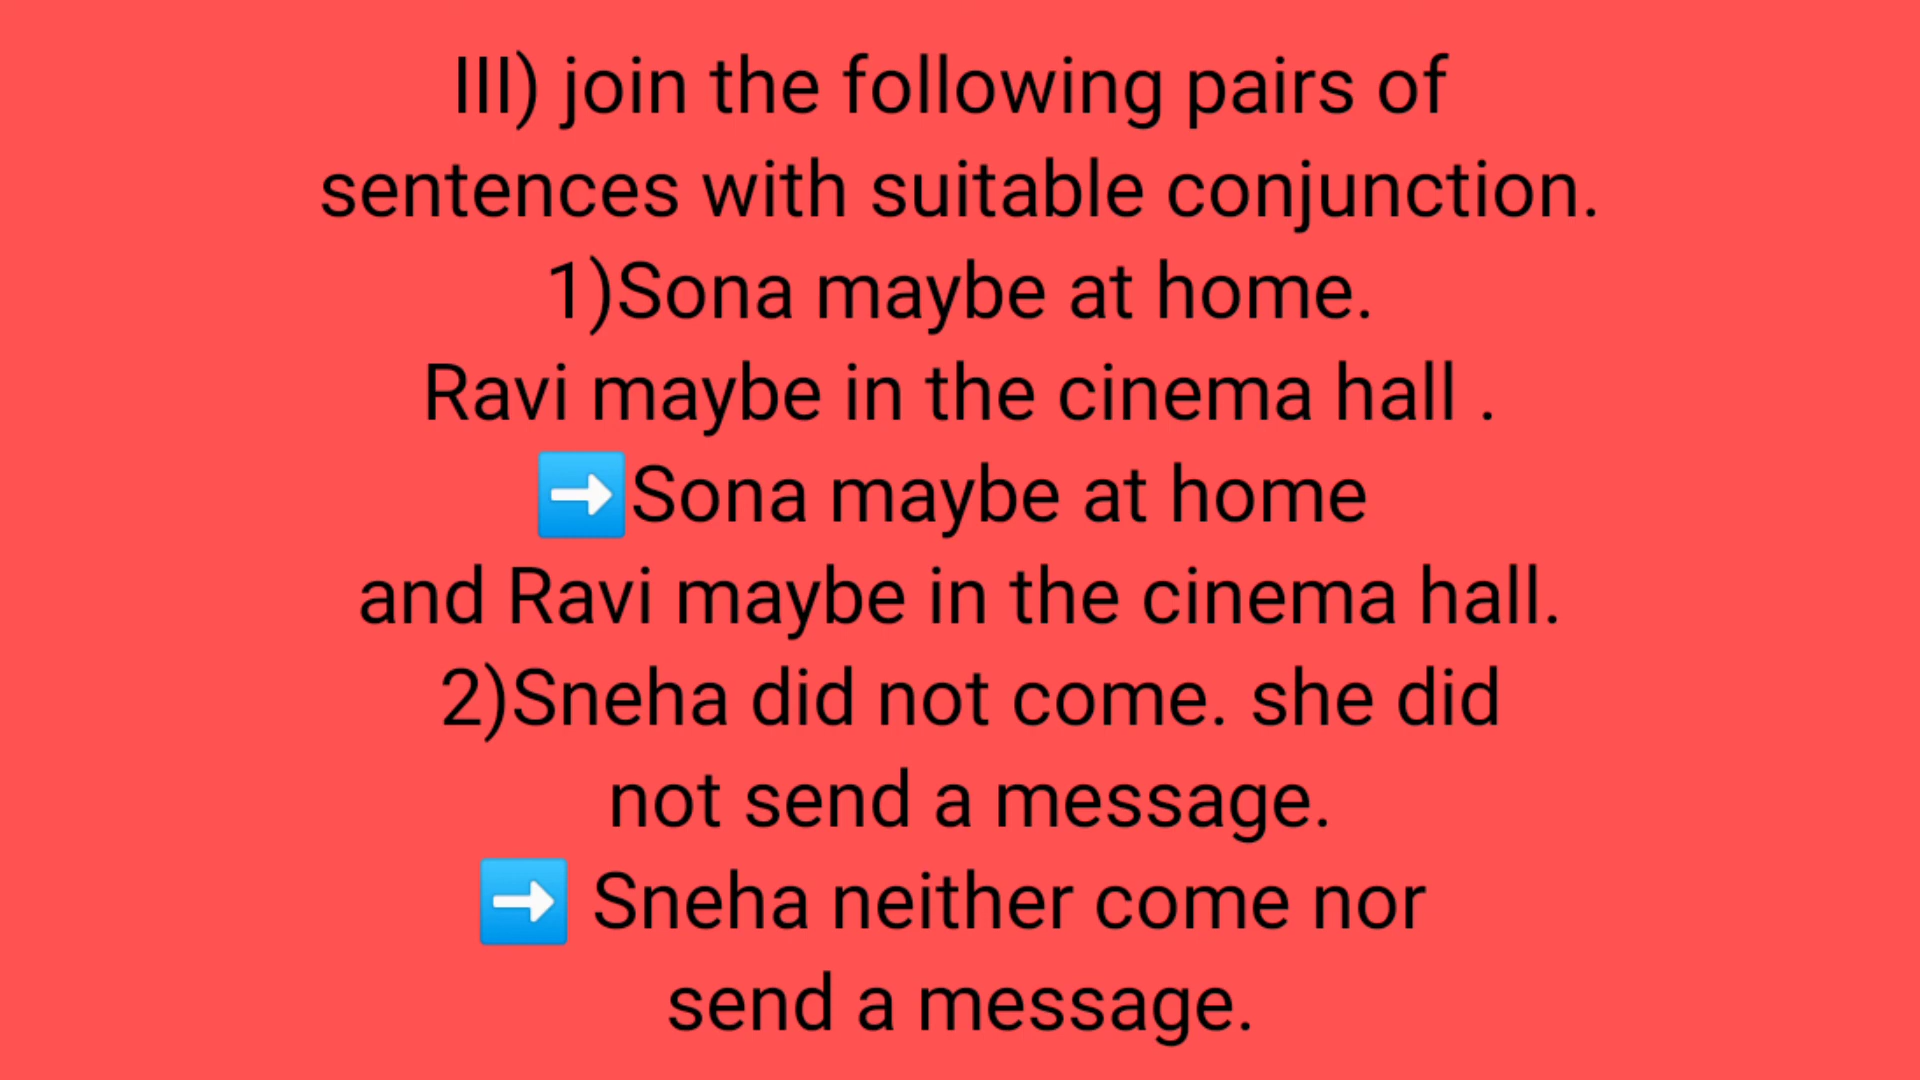 III) join the following pairs of
sentences with suitable conjunction.
1)Sona maybe at home.
Ravi maybe in the cinema hall .
➡️Sona maybe at home
and Ravi maybe in the cinema hall.
2)Sneha did not come. she did
not send a message.
➡️ Sneha neither come nor
send a message.